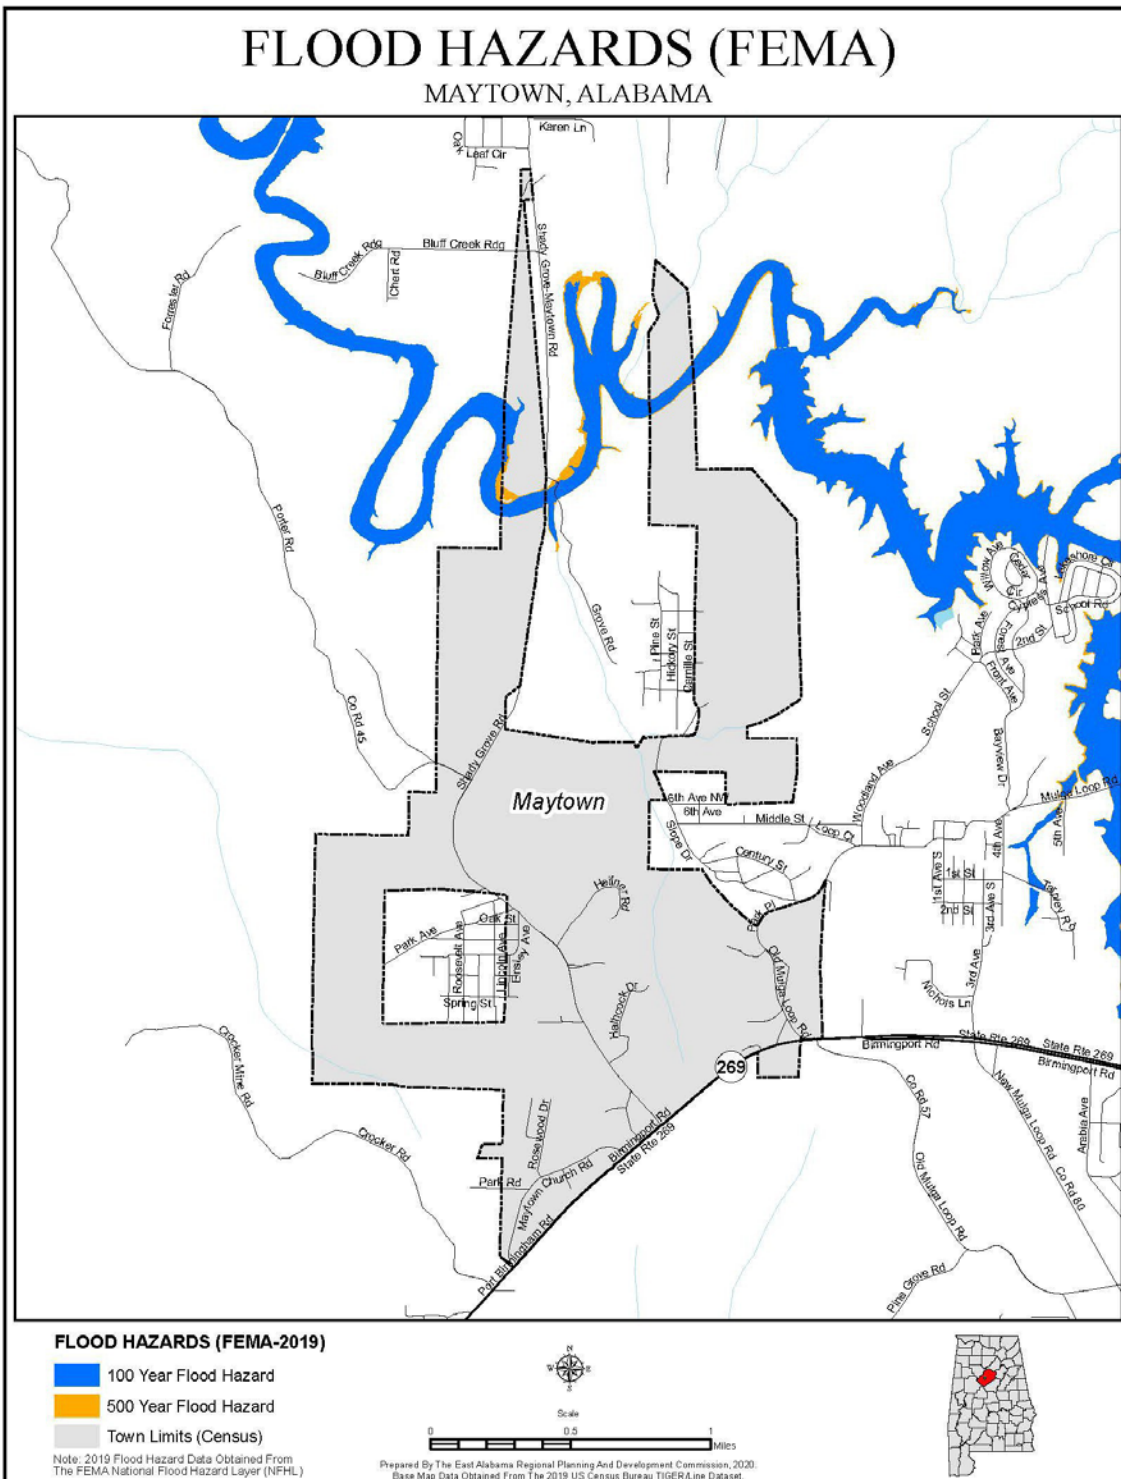 FLOOD HAZARDS (FEMA)
MAYTOWN, ALABAMA
Karen Ln
Oak
Leaf Cir
Shady Grove-Maytown Rd
Bluff Creek Rdg
Bluff Creek Rdg
Chert Rd
Forrester Rd
Porter Rd
Co Rd 45
Grove Rd
Pine St
Hickory St
Camille St
Willow Ave
Cedar Cir
Cypress Ave
Lakeshore Cir
School Rd
Park Ave
Forest Ave
2nd St
Front Ave
School St
Bayview Dr
Shady Grove Rd
Maytown
6th Ave NW
6th Ave
Middle St
Loop Ct
Woodland Ave
Mulga Loop Rd
5th Ave
4th Ave
Slope Dr
Century St
1st Ave S
1st St
2nd St
3rd Ave S
Tarpley Rd
Hefner Rd
Park Pl
Oak St
Park Ave
Roosevelt Ave
Lincoln Ave
Ensley Ave
Spring St
Old Mulga Loop Rd
3rd Ave
Nichols Ln
Hathcock Dr
State Rte 269
State Rte 269
Birmingport Rd
Birmingport Rd
269
Crocker Mine Rd
Co Rd 57
New Mulga Loop Rd
Arabia Ave
Crocker Rd
Rosewood Dr
Birmingport Rd
State Rte 269
Maytown Church Rd
Park Rd
Old Mulga Loop Rd
Co Rd 80
Port Birmingham Rd
Pine Grove Rd
FLOOD HAZARDS (FEMA-2019)
100 Year Flood Hazard
500 Year Flood Hazard
Town Limits (Census)
Note: 2019 Flood Hazard Data Obtained From
The FEMA National Flood Hazard Layer (NFHL)
N
W E
S
Scale
0 0.5 1
Miles
Prepared By The East Alabama Regional Planning And Development Commission, 2020.
Base Map Data Obtained From The 2019 US Census Bureau TIGER/Line Dataset.